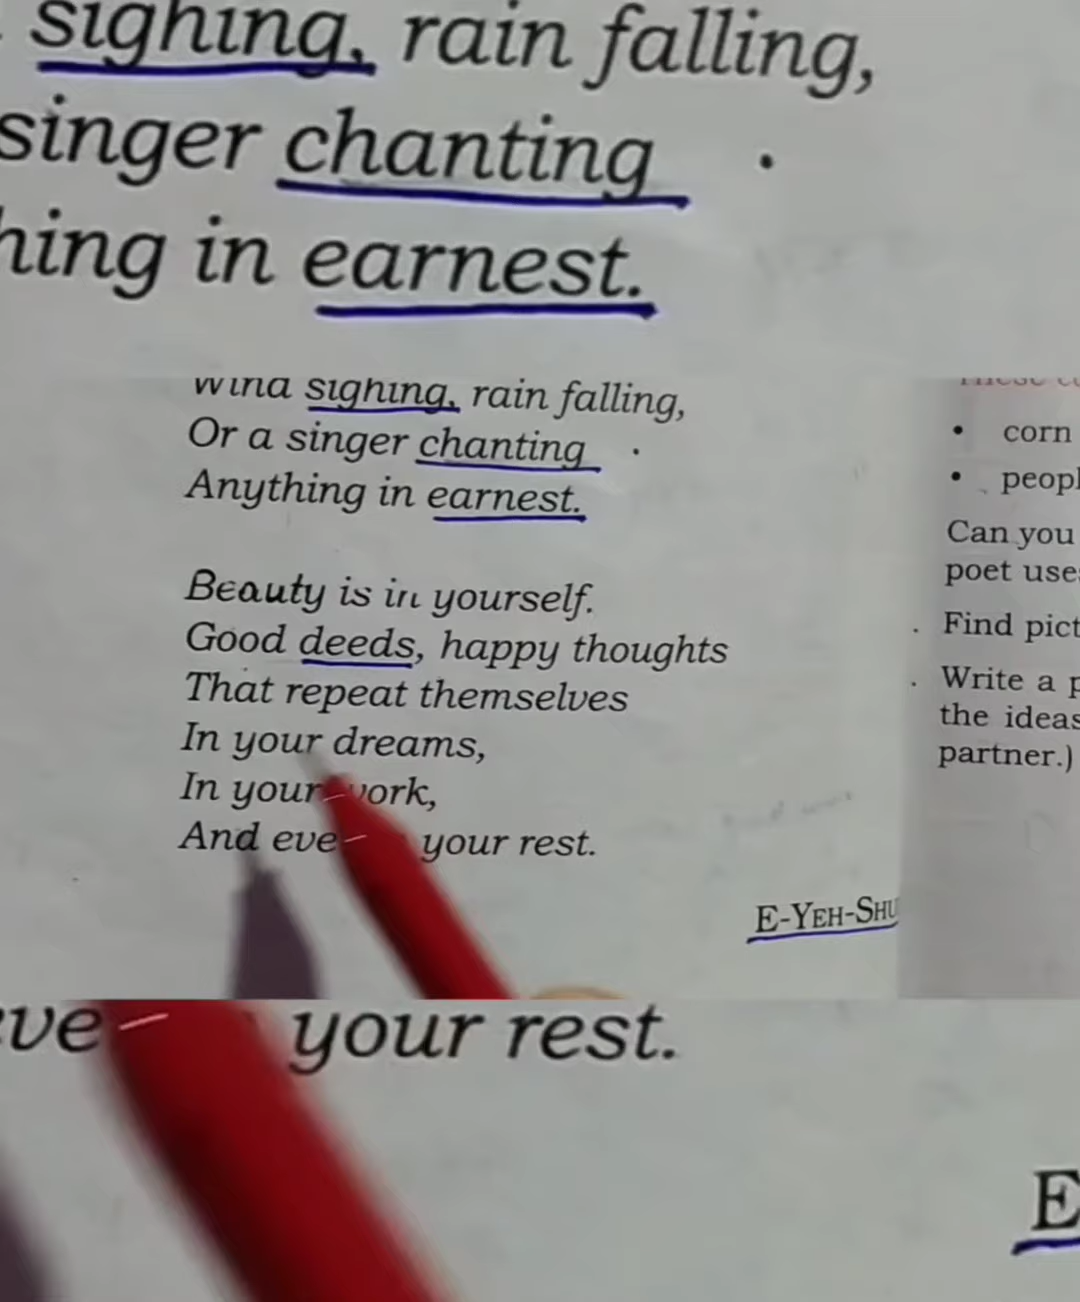 sighing, rain falling,
singer chanting
hing in earnest.
Wind sighing, rain falling,
Or a singer chanting
Anything in earnest.
Beauty is in yourself.
Good deeds, happy thoughts
That repeat themselves
In your dreams,
In your work,
And eve your rest.
E-YEH-SHU
• corn
• peopl
Can you
poet use
Find pict
Write a p
the ideas
partner.)
eve your rest.
E